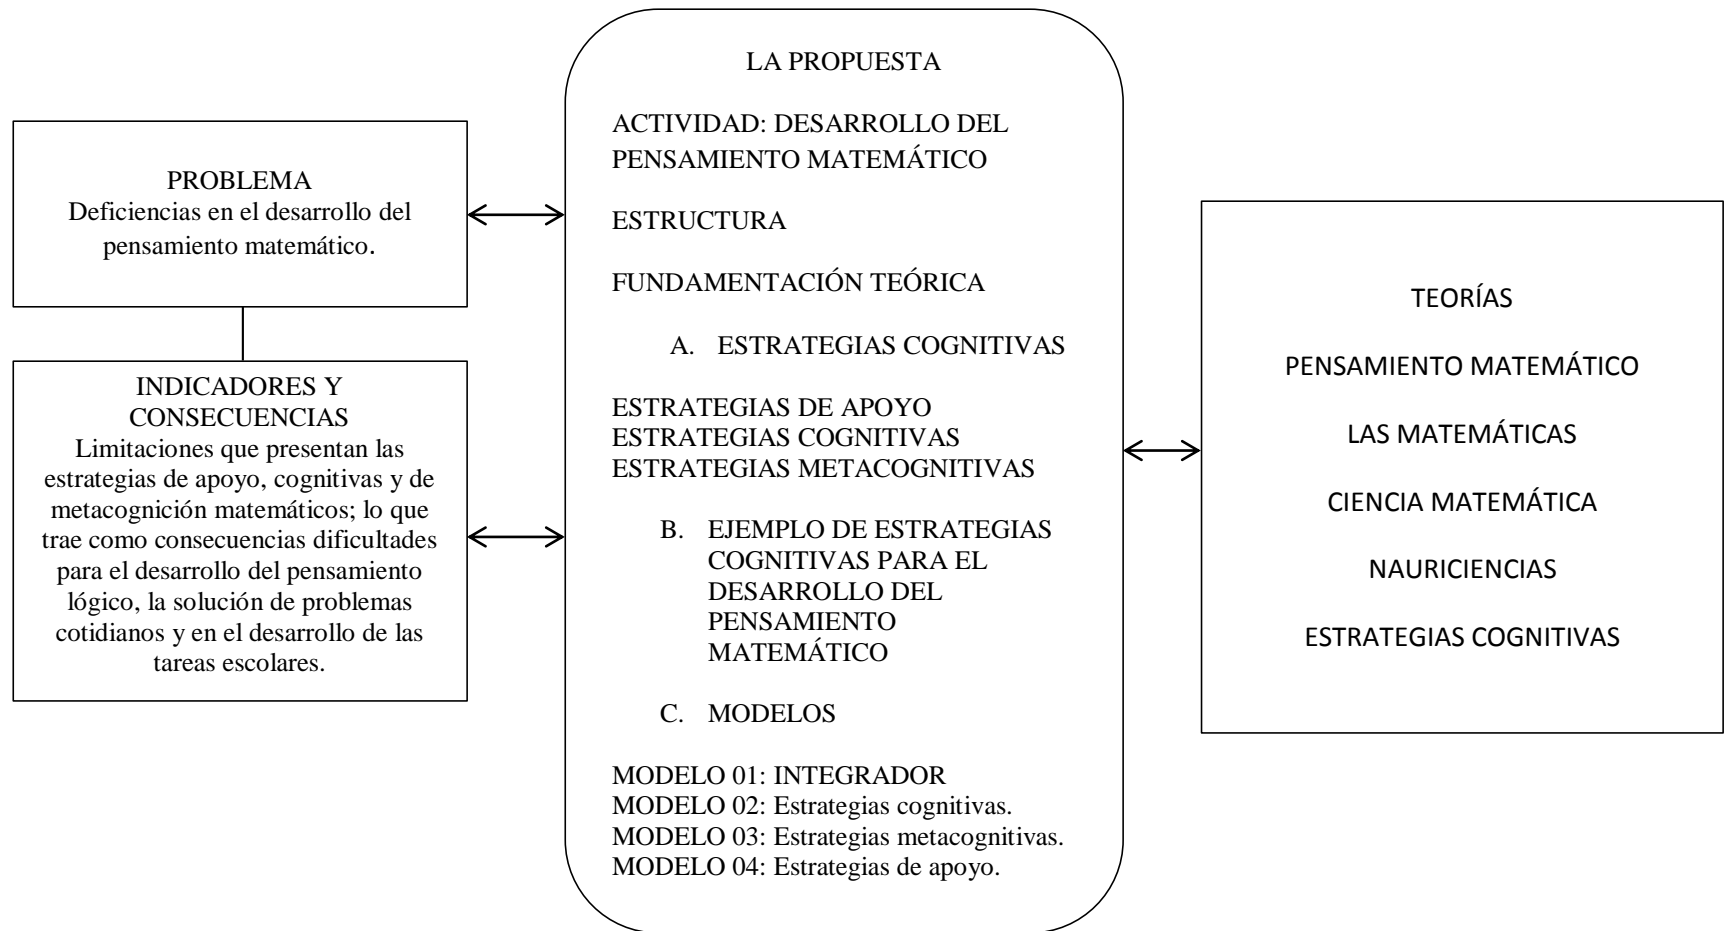 PROBLEMA
Deficiencias en el desarrollo del
pensamiento matemático.
INDICADORES Y
CONSECUENCIAS
Limitaciones que presentan las
estrategias de apoyo, cognitivas y de
metacognición matemáticos; lo que
trae como consecuencias dificultades
para el desarrollo del pensamiento
lógico, la solución de problemas
cotidianos y en el desarrollo de las
tareas escolares.
LA PROPUESTA
ACTIVIDAD: DESARROLLO DEL
PENSAMIENTO MATEMÁTICO
ESTRUCTURA
FUNDAMENTACIÓN TEÓRICA
A. ESTRATEGIAS COGNITIVAS
ESTRATEGIAS DE APOYO
ESTRATEGIAS COGNITIVAS
ESTRATEGIAS METACOGNITIVAS
B. EJEMPLO DE ESTRATEGIAS
COGNITIVAS PARA EL
DESARROLLO DEL
PENSAMIENTO
MATEMÁTICO
C. MODELOS
MODELO 01: INTEGRADOR
MODELO 02: Estrategias cognitivas.
MODELO 03: Estrategias metacognitivas.
MODELO 04: Estrategias de apoyo.
TEORÍAS
PENSAMIENTO MATEMÁTICO
LAS MATEMÁTICAS
CIENCIA MATEMÁTICA
NAURICIENCIAS
ESTRATEGIAS COGNITIVAS